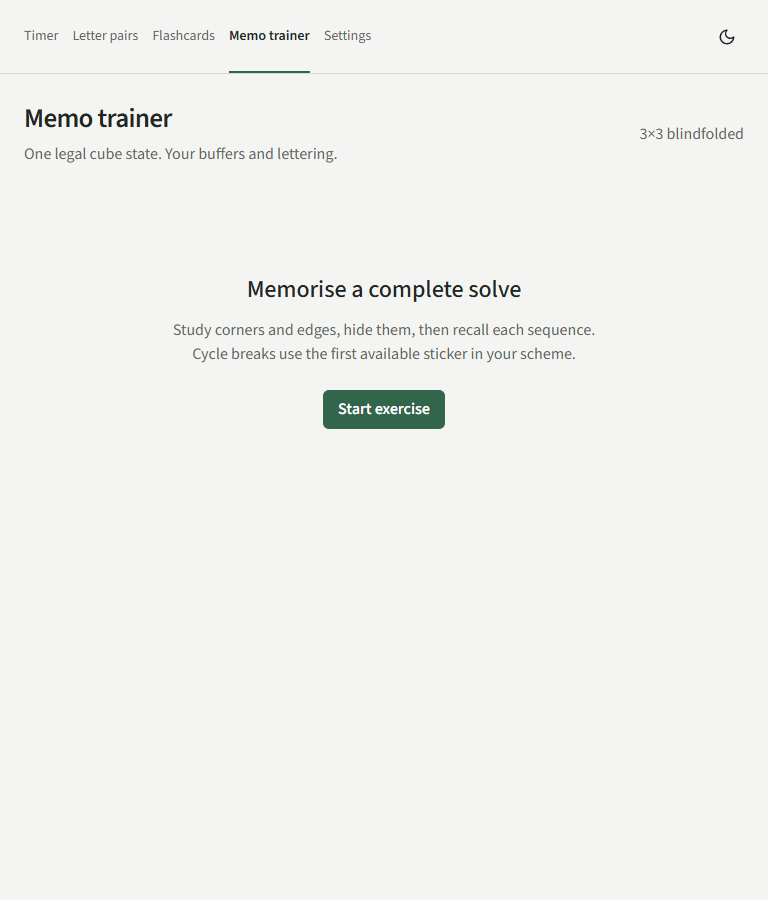 Timer Letter pairs Flashcards Memo trainer Settings
Memo trainer
One legal cube state. Your buffers and lettering.
3×3 blindfolded
Memorise a complete solve
Study corners and edges, hide them, then recall each sequence.
Cycle breaks use the first available sticker in your scheme.
Start exercise